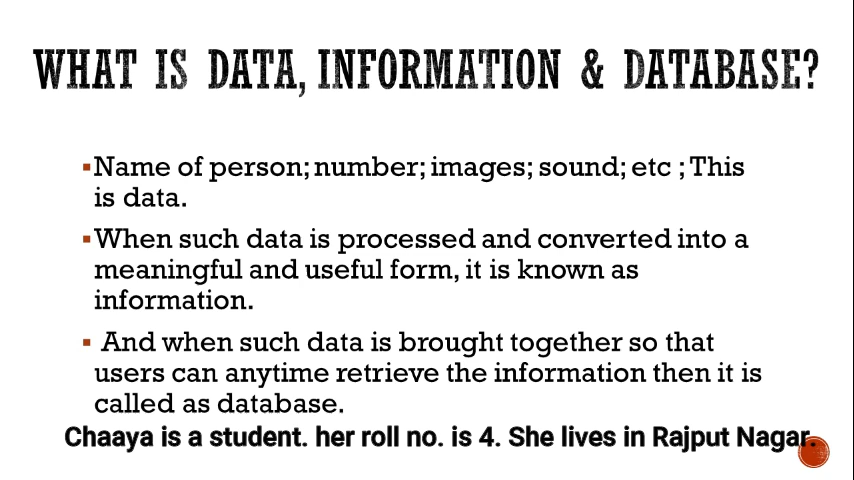 WHAT IS DATA, INFORMATION & DATABASE?
▪Name of person; number; images; sound; etc ; This
is data.
▪When such data is processed and converted into a
meaningful and useful form, it is known as
information.
▪ And when such data is brought together so that
users can anytime retrieve the information then it is
called as database.
Chaaya is a student. her roll no. is 4. She lives in Rajput Nagar.